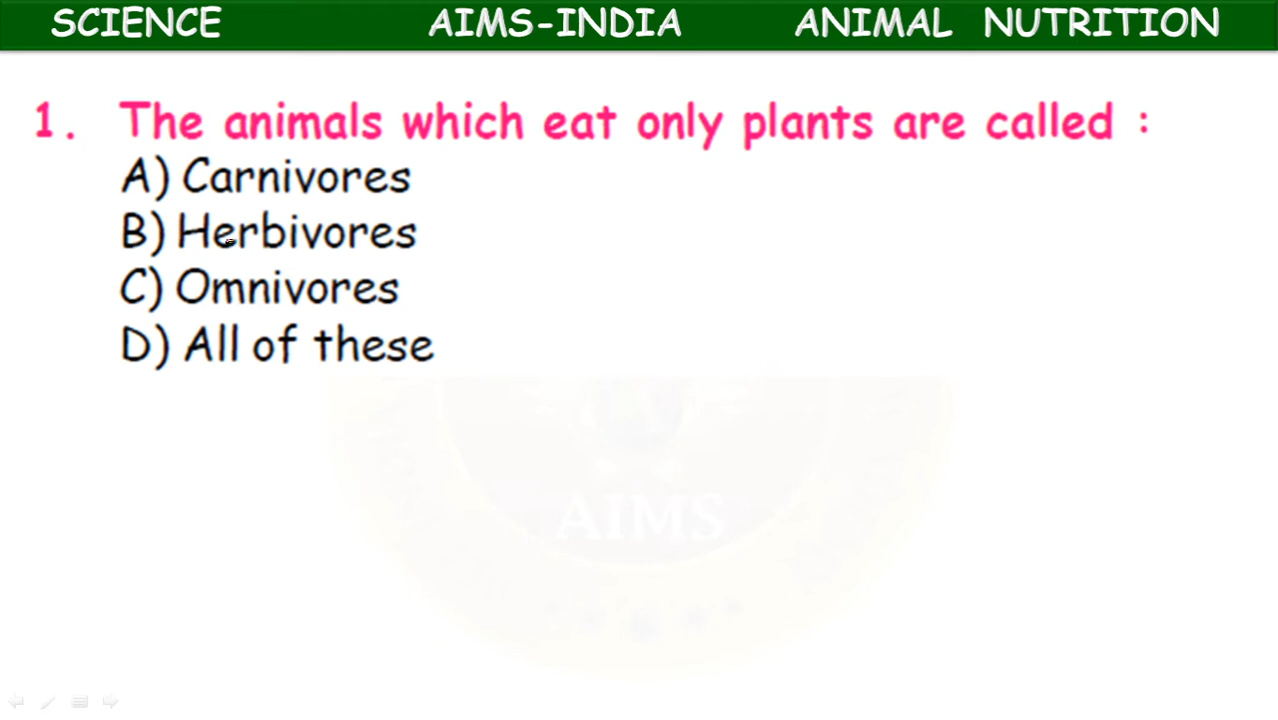 SCIENCE AIMS-INDIA ANIMAL NUTRITION
1. The animals which eat only plants are called :
A) Carnivores
B) Herbivores
C) Omnivores
D) All of these
AIMS